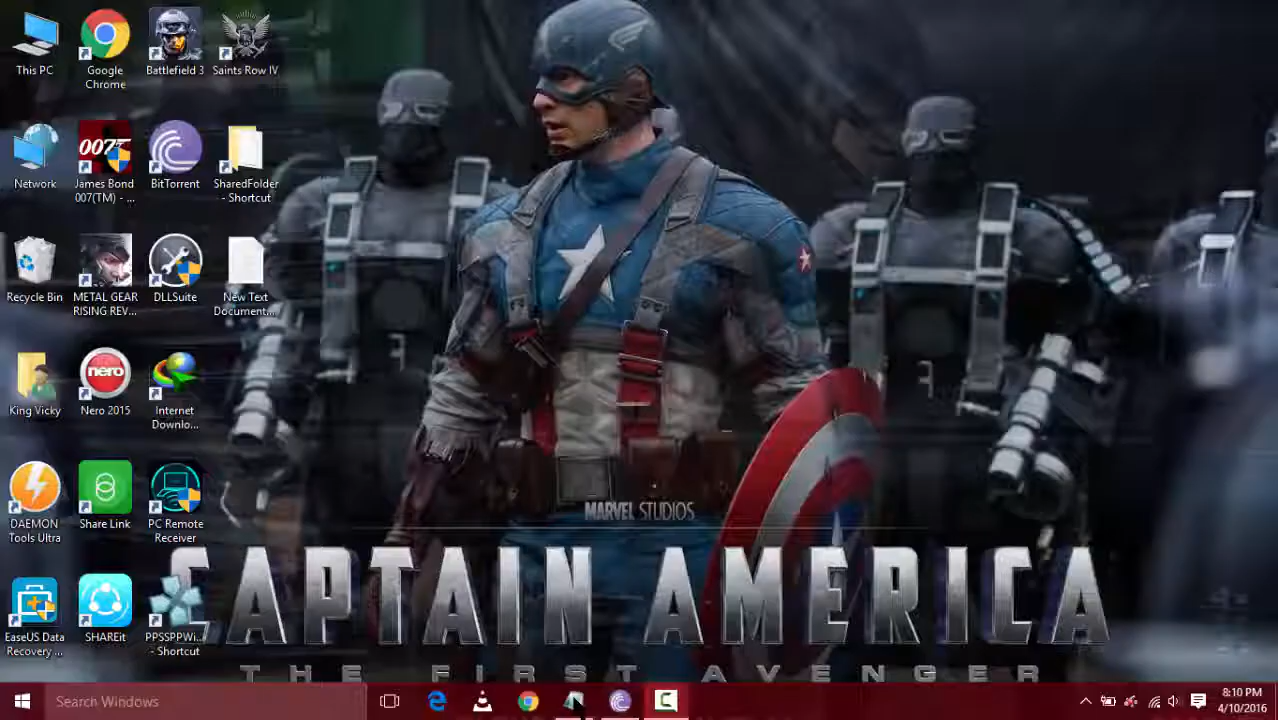 This PC
Google
Chrome
Battlefield 3
Saints Row IV
Network
007
James Bond
007(TM) - ...
BitTorrent
SharedFolder
- Shortcut
Recycle Bin
METAL GEAR
RISING REV...
DLLSuite
New Text
Document...
King Vicky
nero
Nero 2015
Internet
Downlo...
DAEMON
Tools Ultra
Share Link
PC Remote
Receiver
EaseUS Data
Recovery ...
SHAREit
PPSSPPWi...
- Shortcut
MARVEL STUDIOS
CAPTAIN AMERICA
THE FIRST AVENGER
Search Windows
8:10 PM
4/10/2016